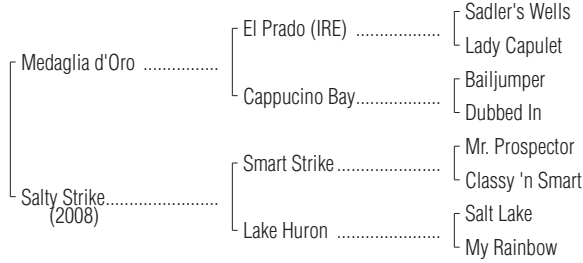 Sadler's Wells
El Prado (IRE) ..................
Lady Capulet
Medaglia d'Oro ................
Bailjumper
Cappucino Bay..................
Dubbed In
Mr. Prospector
Smart Strike ......................
Classy 'n Smart
Salty Strike........................
(2008)
Salt Lake
Lake Huron ......................
My Rainbow